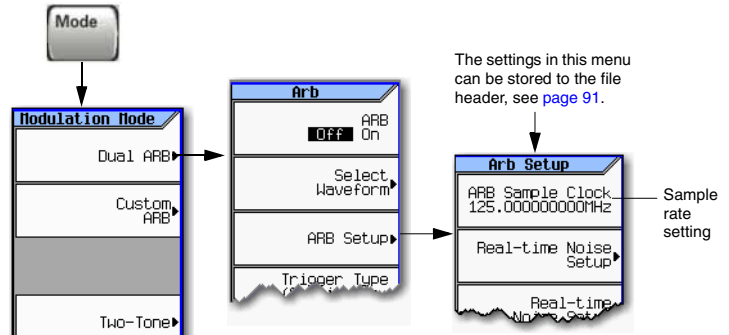 Mode
The settings in this menu
can be stored to the file
header, see page 91.
Modulation Mode
Dual ARB
Custom
ARB
Two-Tone
Arb
ARB
Off On
Select
Waveform
ARB Setup
Trigger Type
Arb Setup
ARB Sample Clock
125.000000000MHz
Real-time Noise
Setup
Real-time
Sample
rate
setting